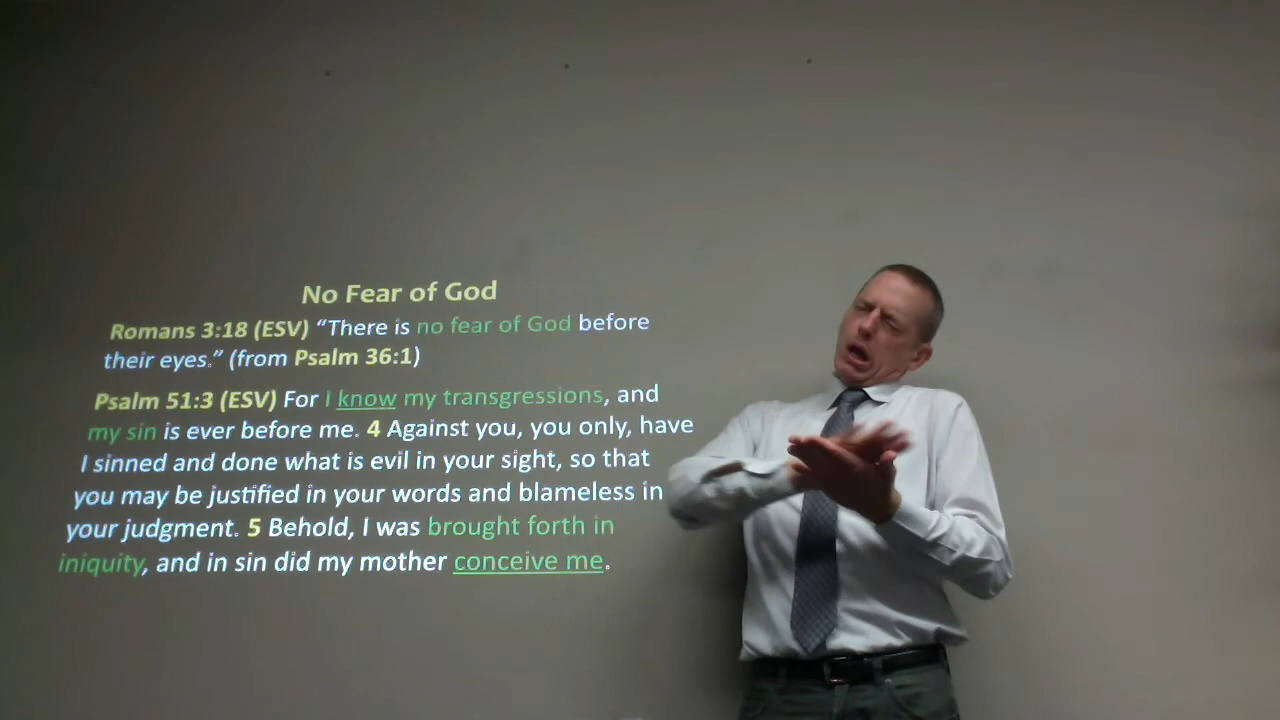 No Fear of God
Romans 3:18 (ESV) “There is no fear of God before
their eyes.” (from Psalm 36:1)
Psalm 51:3 (ESV) For I know my transgressions, and
my sin is ever before me. 4 Against you, you only, have
I sinned and done what is evil in your sight, so that
you may be justified in your words and blameless in
your judgment. 5 Behold, I was brought forth in
iniquity, and in sin did my mother conceive me.